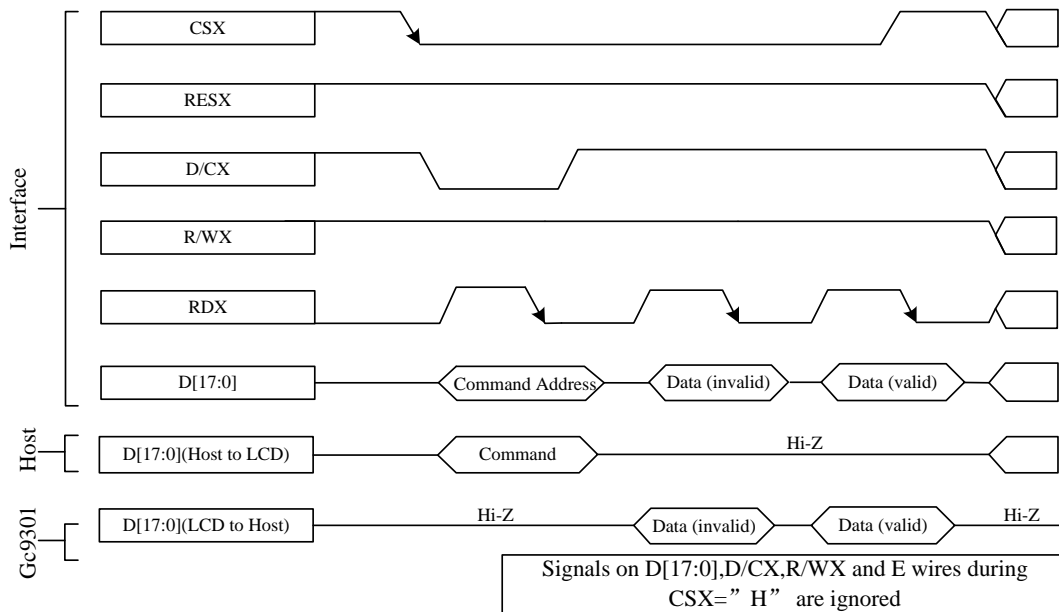 CSX
RESX
D/CX
R/WX
RDX
D[17:0]
Command Address
Data (invalid)
Data (valid)
Interface
D[17:0](Host to LCD)
Command
Hi-Z
Host
D[17:0](LCD to Host)
Hi-Z
Data (invalid)
Data (valid)
Hi-Z
Gc9301
Signals on D[17:0],D/CX,R/WX and E wires during
CSX=” H” are ignored